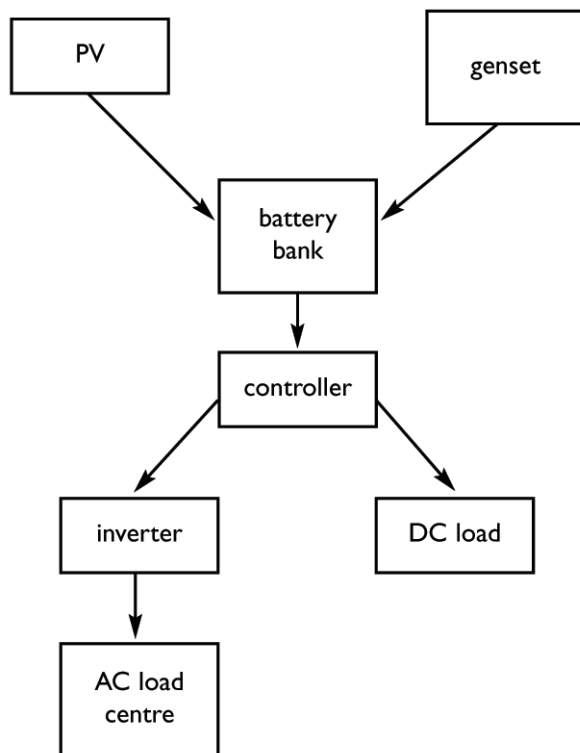 PV
genset
battery
bank
controller
inverter
DC load
AC load
centre